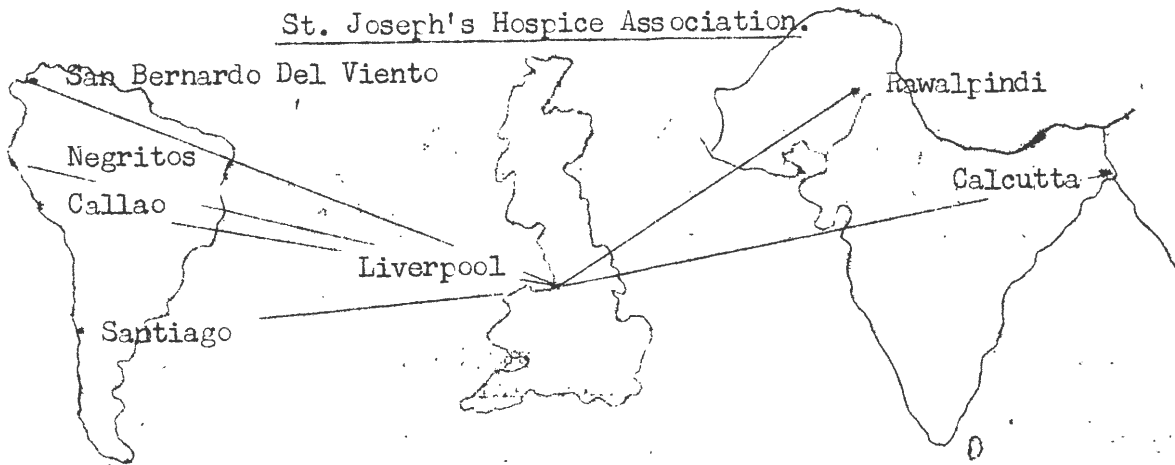 St. Joseph's Hospice Association.
San Bernardo Del Viento
Rawalpindi
Negritos
Calcutta
Callao
Liverpool
Santiago